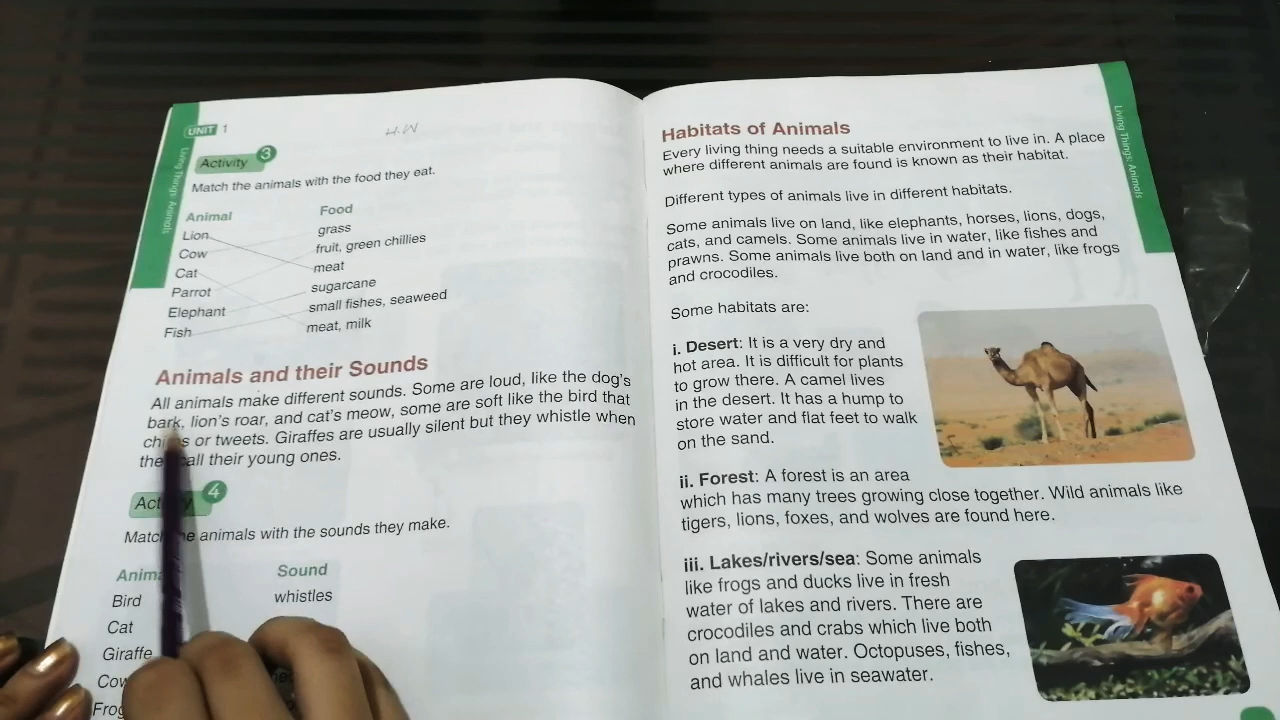 UNIT 1
H.W
Living Things: Animals
Activity 3
Match the animals with the food they eat.
Animal Food
Lion grass
Cow fruit, green chillies
Cat meat
Parrot sugarcane
Elephant small fishes, seaweed
Fish meat, milk
Animals and their Sounds
All animals make different sounds. Some are loud, like the dog's
bark, lion's roar, and cat's meow, some are soft like the bird that
or tweets. Giraffes are usually silent but they whistle when
call their young ones.
4
animals with the sounds they make.
Sound
Bird whistles
Cat
Giraffe
Habitats of Animals
Every living thing needs a suitable environment to live in. A place
where different animals are found is known as their habitat.
Different types of animals live in different habitats.
Some animals live on land, like elephants, horses, lions, dogs,
cats, and camels. Some animals live in water, like fishes and
prawns. Some animals live both on land and in water, like frogs
and crocodiles.
Some habitats are:
i. Desert: It is a very dry and
hot area. It is difficult for plants
to grow there. A camel lives
in the desert. It has a hump to
store water and flat feet to walk
on the sand.
ii. Forest: A forest is an area
which has many trees growing close together. Wild animals like
tigers, lions, foxes, and wolves are found here.
iii. Lakes/rivers/sea: Some animals
like frogs and ducks live in fresh
water of lakes and rivers. There are
crocodiles and crabs which live both
on land and water. Octopuses, fishes,
and whales live in seawater.
Living Things: Animals